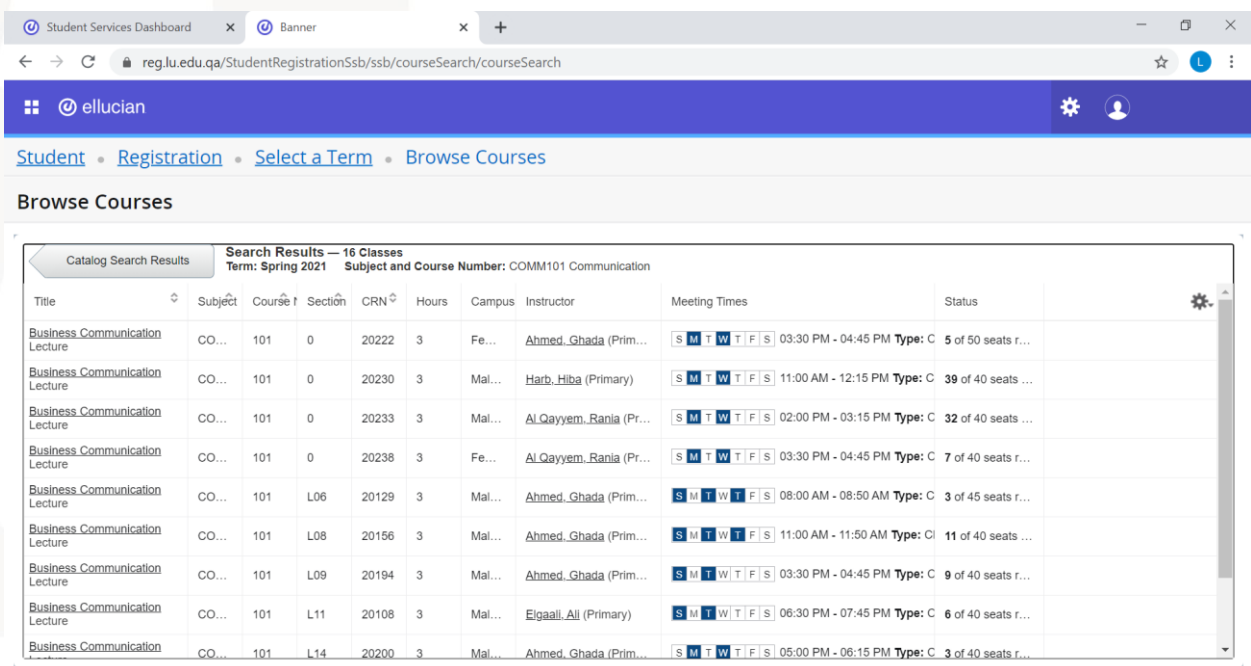 Student Services Dashboard
Banner
reg.lu.edu.qa/StudentRegistrationSsb/ssb/courseSearch/courseSearch
L
ellucian
Student • Registration • Select a Term • Browse Courses
Browse Courses
Catalog Search Results
Search Results — 16 Classes
Term: Spring 2021 Subject and Course Number: COMM101 Communication
Title Subject Course N Section CRN Hours Campus Instructor Meeting Times Status
Business Communication
Lecture
CO... 101 0 20222 3 Fe... Ahmed, Ghada (Prim... S M T W T F S 03:30 PM - 04:45 PM Type: C 5 of 50 seats r...
Business Communication
Lecture
CO... 101 0 20230 3 Mal... Harb, Hiba (Primary) S M T W T F S 11:00 AM - 12:15 PM Type: C 39 of 40 seats ...
Business Communication
Lecture
CO... 101 0 20233 3 Mal... Al Qayyem, Rania (Pr... S M T W T F S 02:00 PM - 03:15 PM Type: C 32 of 40 seats ...
Business Communication
Lecture
CO... 101 0 20238 3 Fe... Al Qayyem, Rania (Pr... S M T W T F S 03:30 PM - 04:45 PM Type: C 7 of 40 seats r...
Business Communication
Lecture
CO... 101 L06 20129 3 Mal... Ahmed, Ghada (Prim... S M T W T F S 08:00 AM - 08:50 AM Type: C 3 of 45 seats r...
Business Communication
Lecture
CO... 101 L08 20156 3 Mal... Ahmed, Ghada (Prim... S M T W T F S 11:00 AM - 11:50 AM Type: Cl 11 of 40 seats ...
Business Communication
Lecture
CO... 101 L09 20194 3 Mal... Ahmed, Ghada (Prim... S M T W T F S 03:30 PM - 04:45 PM Type: C 9 of 40 seats r...
Business Communication
Lecture
CO... 101 L11 20108 3 Mal... Elgaali, Ali (Primary) S M T W T F S 06:30 PM - 07:45 PM Type: C 6 of 40 seats r...
Business Communication
CO... 101 L14 20200 3 Mal... Ahmed, Ghada (Prim... S M T W T F S 05:00 PM - 06:15 PM Type: C 3 of 40 seats r...